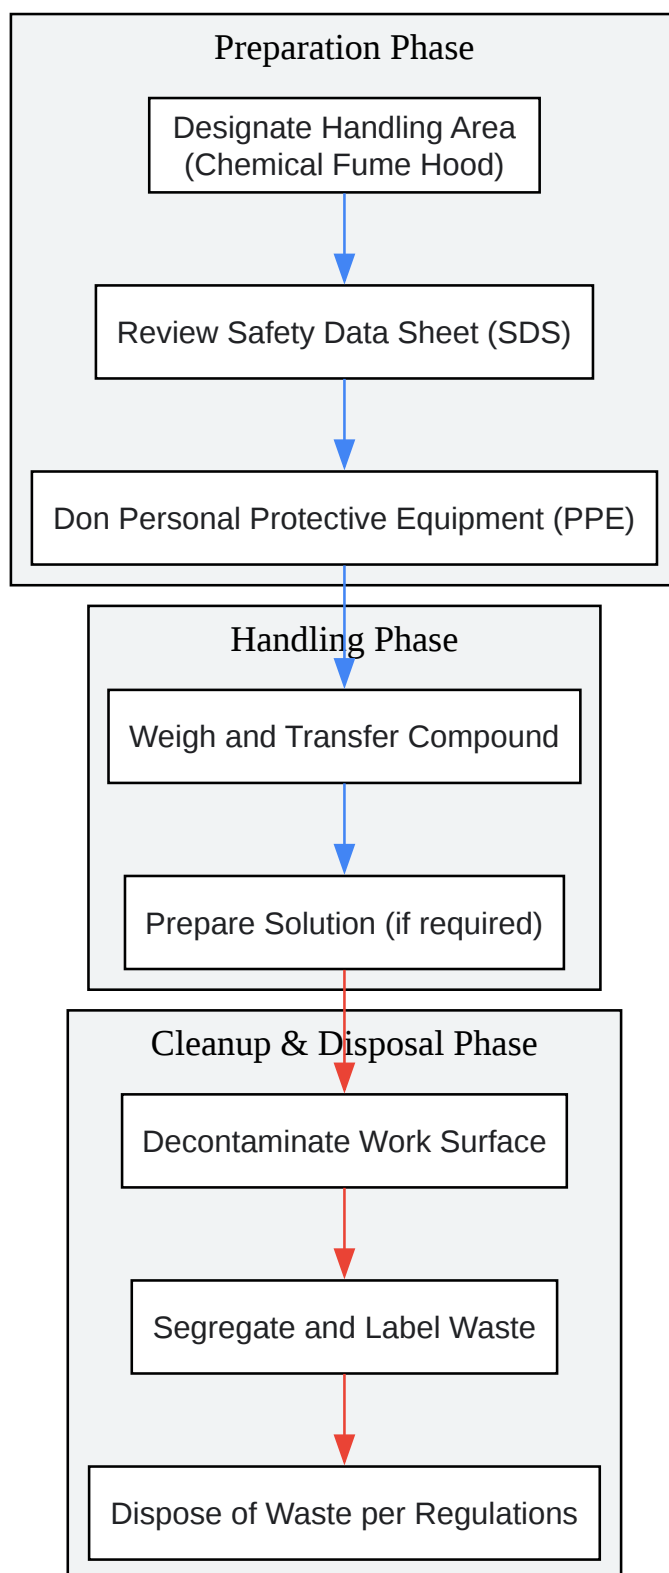 Preparation Phase
Designate Handling Area
(Chemical Fume Hood)
Review Safety Data Sheet (SDS)
Don Personal Protective Equipment (PPE)
Handling Phase
Weigh and Transfer Compound
Prepare Solution (if required)
Cleanup & Disposal Phase
Decontaminate Work Surface
Segregate and Label Waste
Dispose of Waste per Regulations